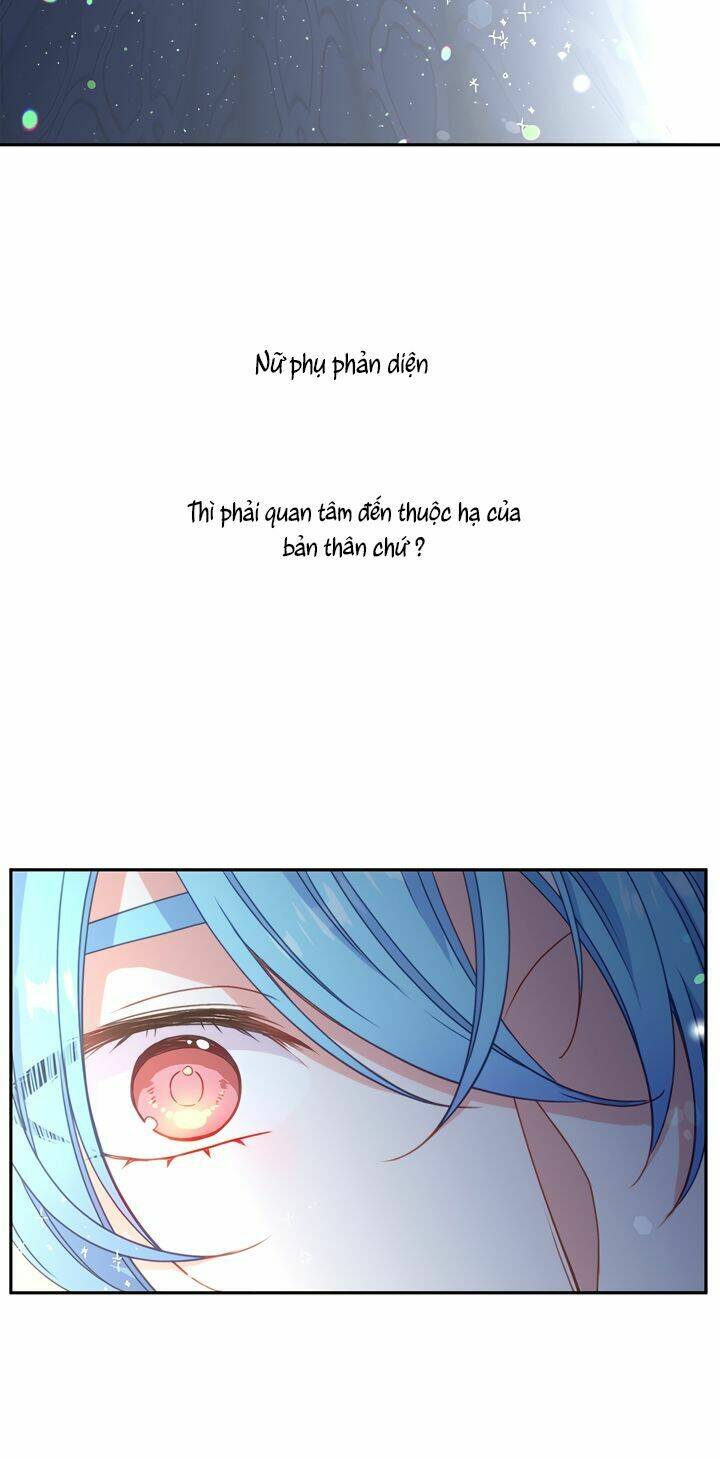 Nữ phụ phản diện
Thì phải quan tâm đến thuộc hạ của
bản thân chứ ?